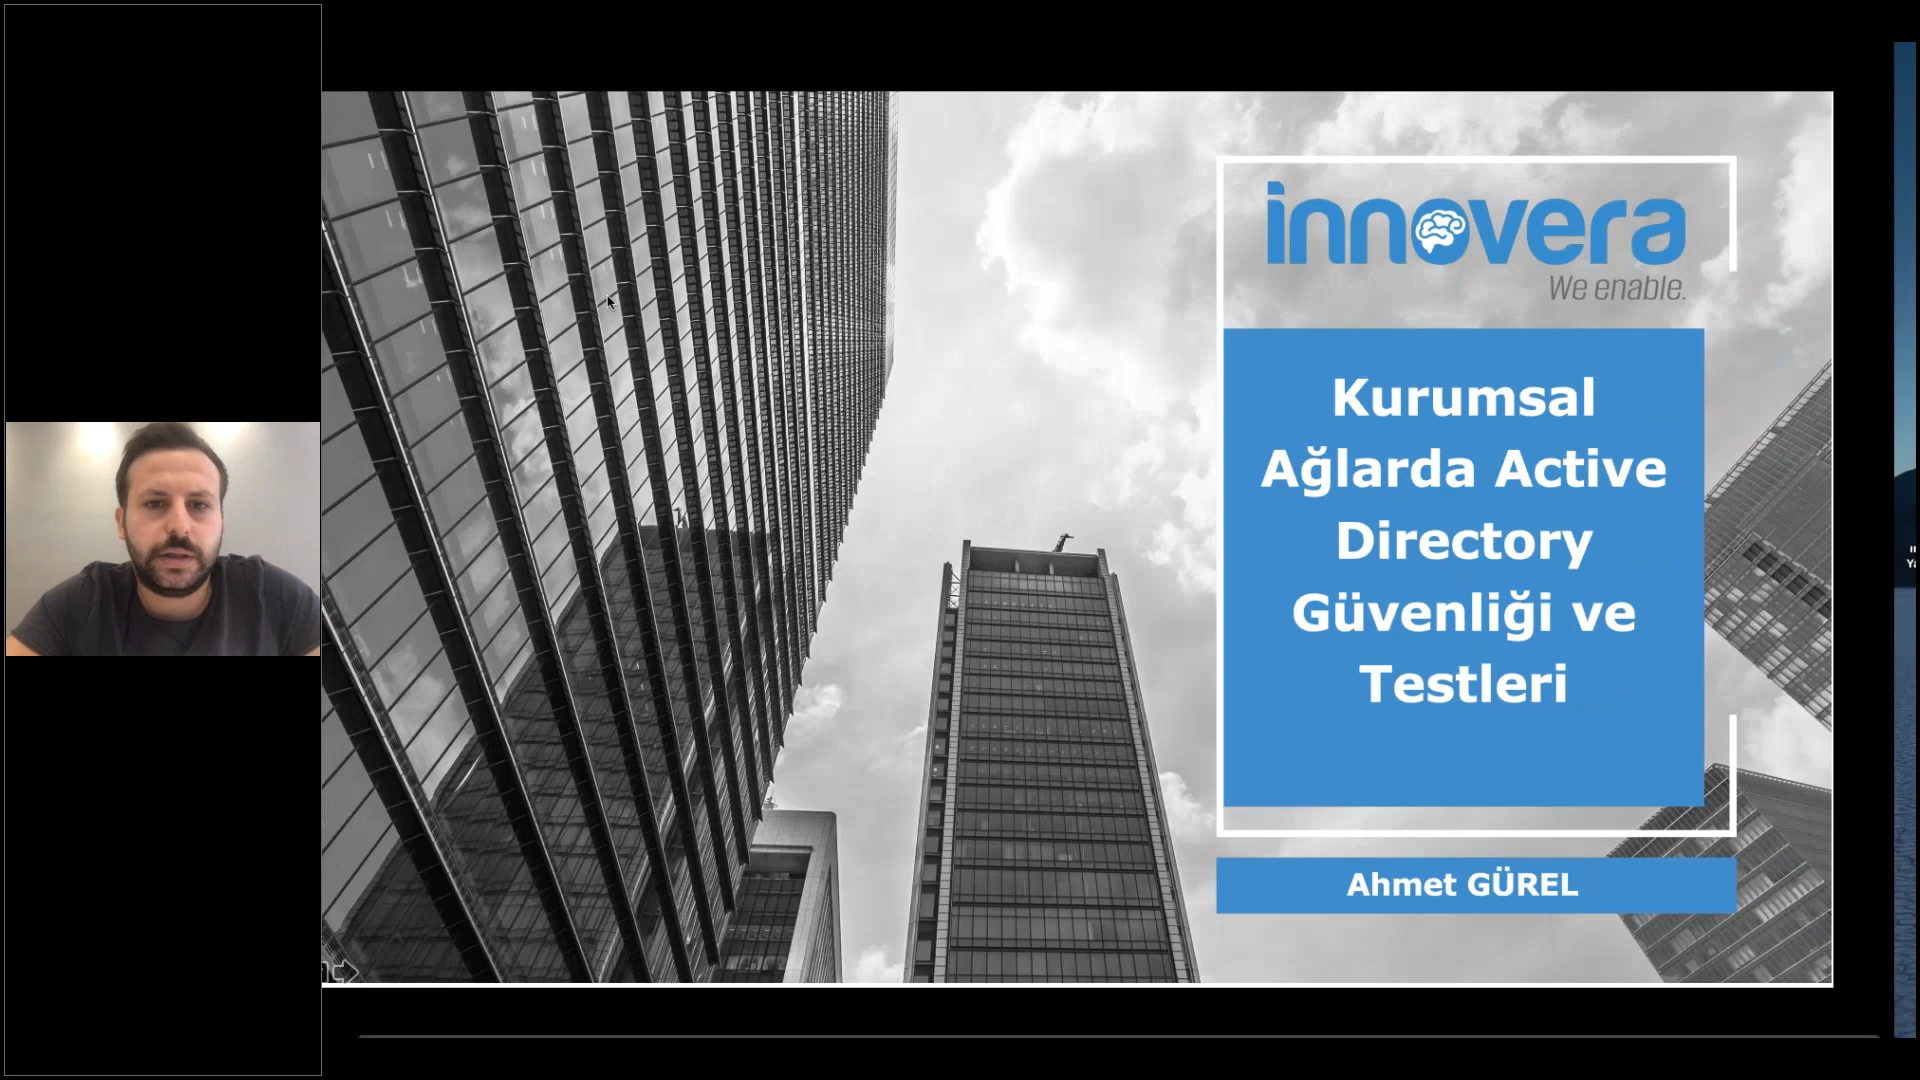 innovera
We enable.
Kurumsal
Ağlarda Active
Directory
Güvenliği ve
Testleri
Ahmet GÜREL